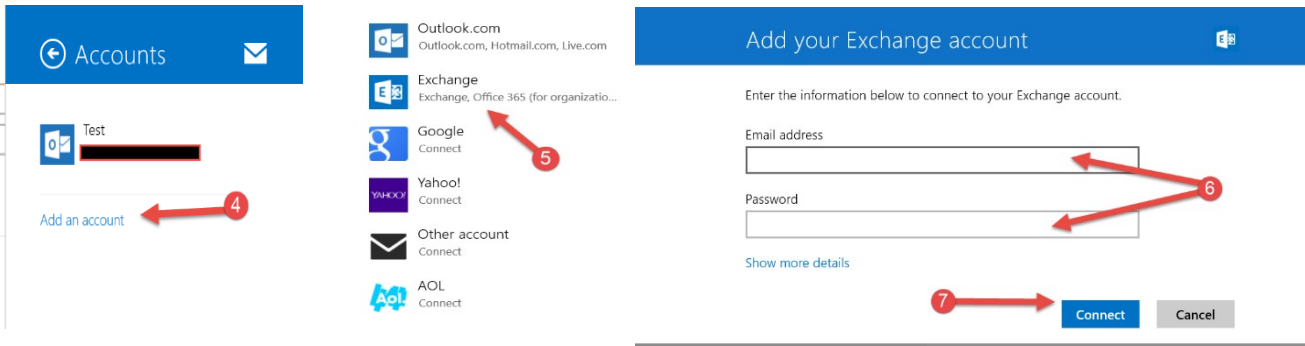 Accounts
Test
Add an account
4
Outlook.com
Outlook.com, Hotmail.com, Live.com
Exchange
Exchange, Office 365 (for organizatio...
Google
Connect
5
Yahoo!
YAHOO!
Connect
Other account
Connect
AOL
Aol.
Connect
Add your Exchange account
Enter the information below to connect to your Exchange account.
Email address
6
Password
Show more details
7
Connect
Cancel